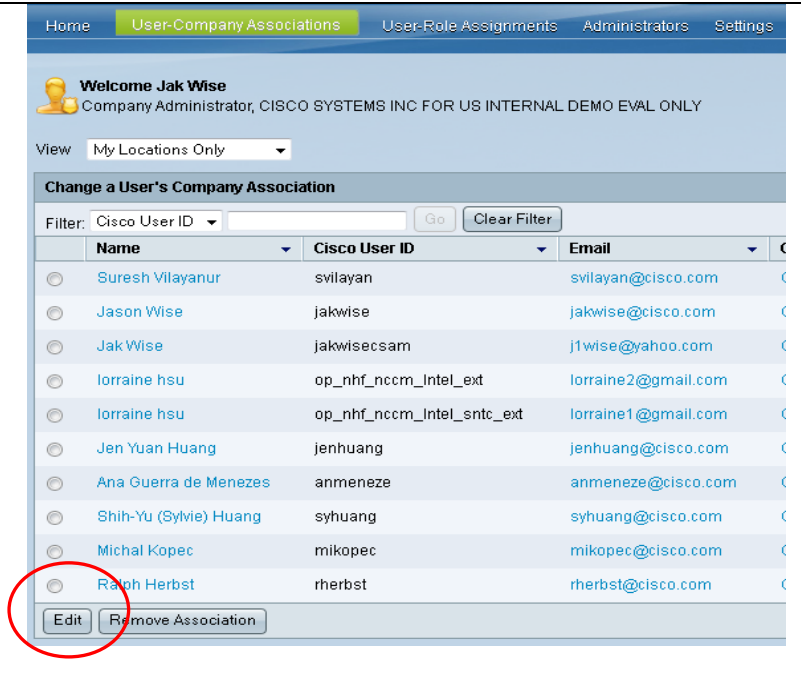 Home User-Company Associations User-Role Assignments Administrators Settings
Welcome Jak Wise
Company Administrator, CISCO SYSTEMS INC FOR US INTERNAL DEMO EVAL ONLY
View My Locations Only
Change a User's Company Association
Filter: Cisco User ID Go Clear Filter
Name Cisco User ID Email
Suresh Vilayanur svilayan svilayan@cisco.com
Jason Wise jakwise jakwise@cisco.com
Jak Wise jakwisecsam j1wise@yahoo.com
lorraine hsu op_nhf_nccm_Intel_ext lorraine2@gmail.com
lorraine hsu op_nhf_nccm_Intel_sntc_ext lorraine1@gmail.com
Jen Yuan Huang jenhuang jenhuang@cisco.com
Ana Guerra de Menezes anmeneze anmeneze@cisco.com
Shih-Yu (Sylvie) Huang syhuang syhuang@cisco.com
Michal Kopec mikopec mikopec@cisco.com
Ralph Herbst rherbst rherbst@cisco.com
Edit Remove Association